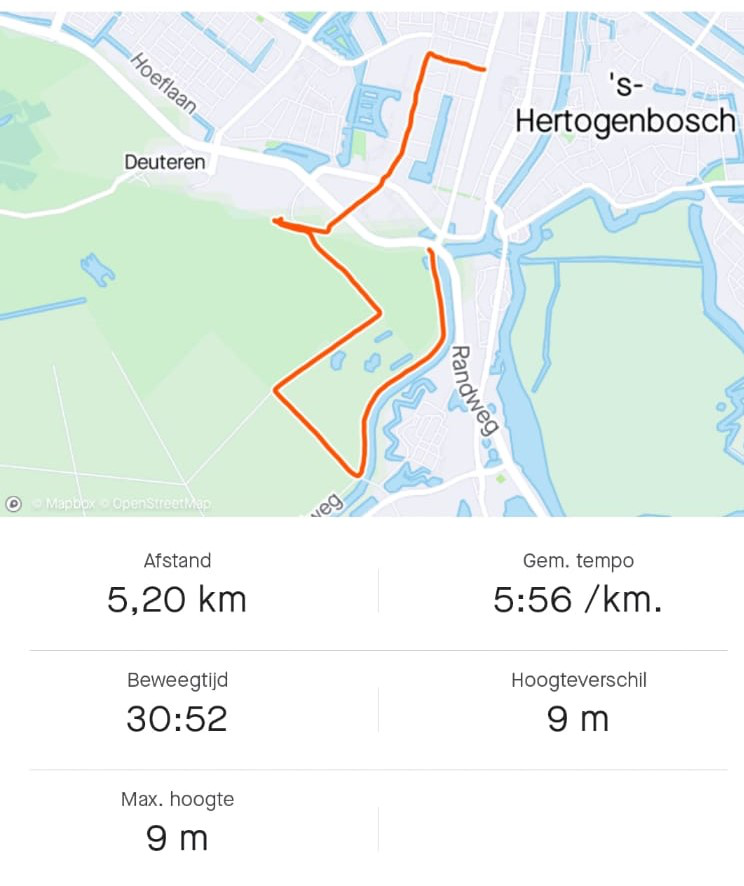 Hoeflaan
's-
Hertogenbosch
Deuteren
Randweg
weg
© Mapbox © OpenStreetMap
Afstand
Gem. tempo
5,20 km
5:56 /km.
Beweegtijd
Hoogteverschil
30:52
9 m
Max. hoogte
9 m